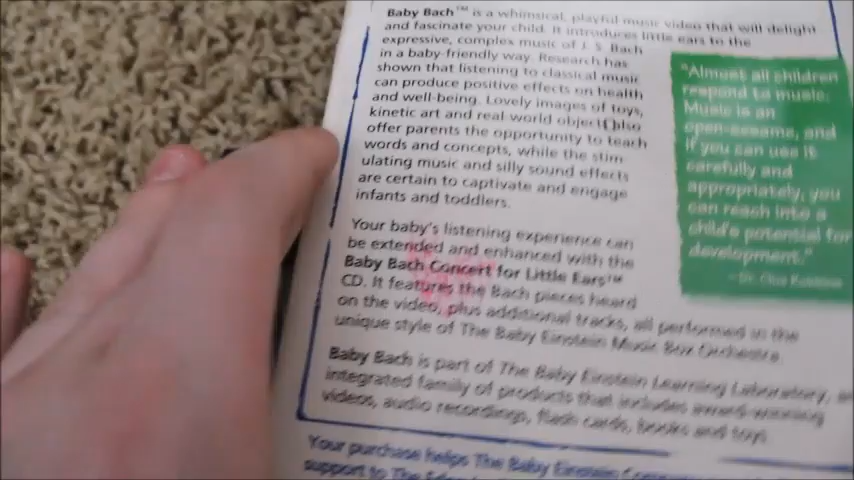 Baby Bach™ is a whimsical, playful music video that will delight
and fascinate your child. It introduces little ears to the
expressive, complex music of J. S. Bach
in a baby-friendly way. Research has
shown that listening to classical music
can produce positive effects on health
and well-being. Lovely images of toys,
kinetic art and real world object also
offer parents the opportunity to teach
words and concepts, while the stim
ulating music and silly sound effects
are certain to captivate and engage
infants and toddlers.
"Almost all children
respond to music.
Music is an
open-sesame, and
if you can use it
carefully and
appropriately, you
can reach into a
child's potential for
development."
—Dr. Clive
Your baby's listening experience can
be extended and enhanced with the
Baby Bach Concert for Little Ears™
CD. It features the Bach pieces heard
on the video, plus additional tracks, all performed in the
unique style of The Baby Einstein Music Box Orchestra.
Baby Bach is part of The Baby Einstein Learning Laboratory, an
integrated family of products that includes award-winning
videos, audio recordings, flash cards, books and toys
Your purchase helps The Baby Einstein
support to The